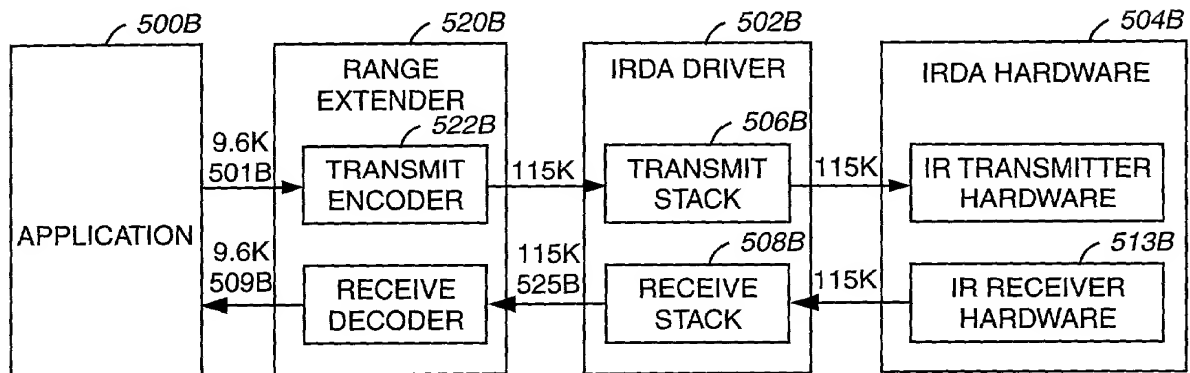 500B
520B
502B
504B
RANGE
EXTENDER
IRDA DRIVER
IRDA HARDWARE
522B
506B
9.6K
501B
TRANSMIT
ENCODER
115K
TRANSMIT
STACK
115K
IR TRANSMITTER
HARDWARE
APPLICATION
9.6K
509B
RECEIVE
DECODER
115K
525B
508B
RECEIVE
STACK
115K
513B
IR RECEIVER
HARDWARE